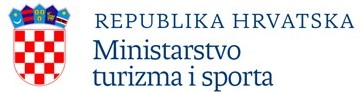 REPUBLIKA HRVATSKA
Ministarstvo
turizma i sporta